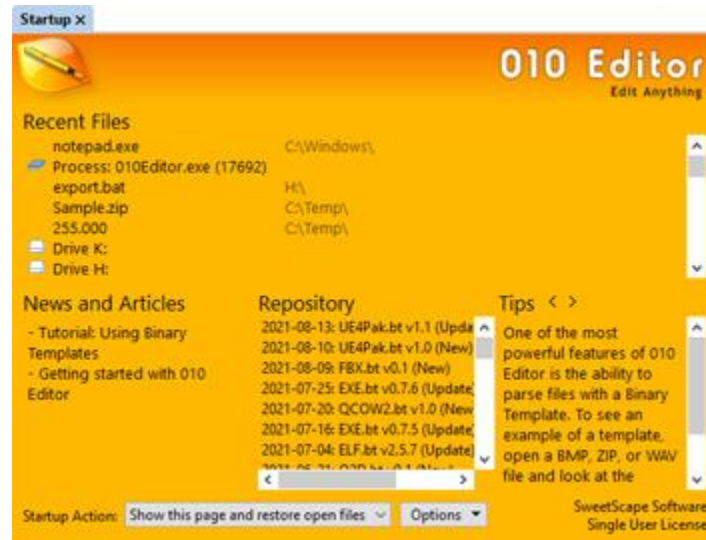 Startup ×
010 Editor
Edit Anything
Recent Files
notepad.exe C:\Windows\
Process: 010Editor.exe (17692)
export.bat H:\
Sample.zip C:\Temp\
255.000 C:\Temp\
Drive K:
Drive H:
News and Articles
- Tutorial: Using Binary
Templates
- Getting started with 010
Editor
Repository
2021-08-13: UE4Pak.bt v1.1 (Upda
2021-08-10: UE4Pak.bt v1.0 (New)
2021-08-09: FBX.bt v0.1 (New)
2021-07-25: EXE.bt v0.7.6 (Update
2021-07-20: QCOW2.bt v1.0 (New
2021-07-16: EXE.bt v0.7.5 (Update
2021-07-04: ELF.bt v2.5.7 (Update)
Tips < >
One of the most
powerful features of 010
Editor is the ability to
parse files with a Binary
Template. To see an
example of a template,
open a BMP, ZIP, or WAV
file and look at the
Startup Action: Show this page and restore open files Options
SweetScape Software
Single User License